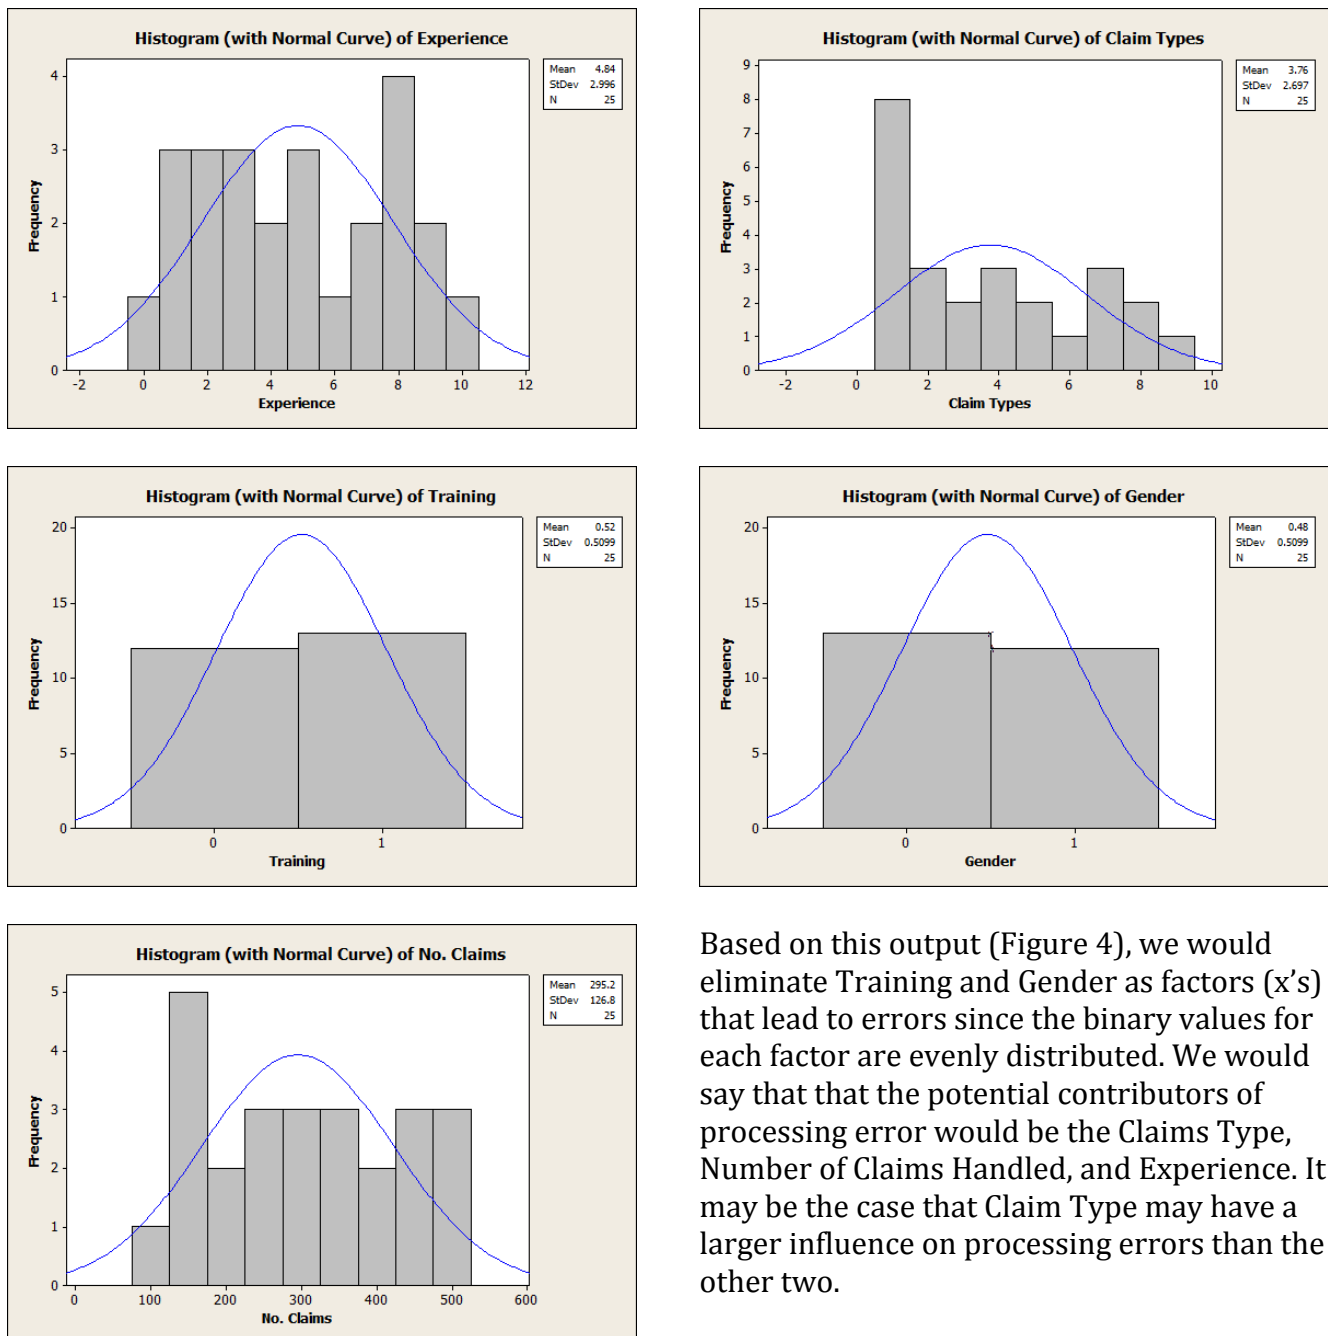 Histogram (with Normal Curve) of Experience
Mean 4.84
StDev 2.996
N 25
Frequency
4
3
2
1
0
-2 0 2 4 6 8 10 12
Experience
Histogram (with Normal Curve) of Claim Types
Mean 3.76
StDev 2.697
N 25
Frequency
9
8
7
6
5
4
3
2
1
0
-2 0 2 4 6 8 10
Claim Types
Histogram (with Normal Curve) of Training
Mean 0.52
StDev 0.5099
N 25
Frequency
20
15
10
5
0
0 1
Training
Histogram (with Normal Curve) of Gender
Mean 0.48
StDev 0.5099
N 25
Frequency
20
15
10
5
0
0 1
Gender
Histogram (with Normal Curve) of No. Claims
Mean 295.2
StDev 126.8
N 25
Frequency
5
4
3
2
1
0
0 100 200 300 400 500 600
No. Claims
Based on this output (Figure 4), we would
eliminate Training and Gender as factors (x’s)
that lead to errors since the binary values for
each factor are evenly distributed. We would
say that that the potential contributors of
processing error would be the Claims Type,
Number of Claims Handled, and Experience. It
may be the case that Claim Type may have a
larger influence on processing errors than the
other two.